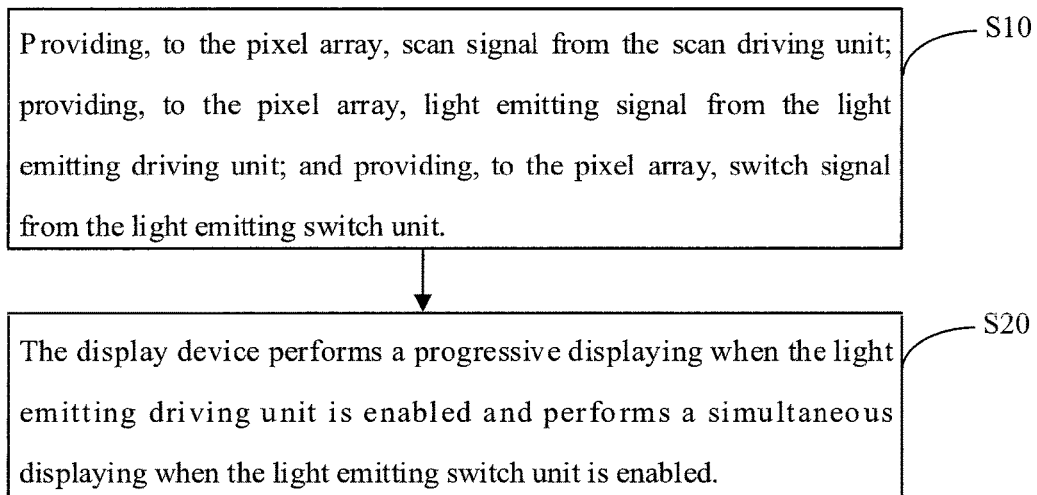 Providing, to the pixel array, scan signal from the scan driving unit;
S10
providing, to the pixel array, light emitting signal from the light
emitting driving unit; and providing, to the pixel array, switch signal
from the light emitting switch unit.
S20
The display device performs a progressive displaying when the light
emitting driving unit is enabled and performs a simultaneous
displaying when the light emitting switch unit is enabled.